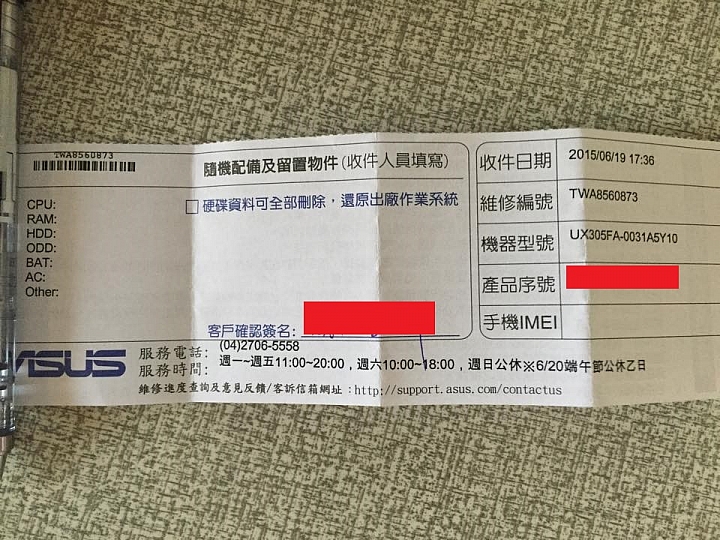 TWA8560873
CPU:
RAM:
HDD:
ODD:
BAT:
AC:
Other:
隨機配備及留置物件(收件人員填寫)
硬碟資料可全部刪除，還原出廠作業系統
客戶確認簽名:
收件日期 2015/06/19 17:36
維修編號 TWA8560873
機器型號 UX305FA-0031A5Y10
產品序號
手機IMEI
ASUS
服務電話: (04)2706-5558
服務時間: 週一~週五11:00~20:00，週六10:00~18:00，週日公休※6/20端午節公休乙日
維修進度查詢及意見反餽/客訴信箱網址：http://support.asus.com/contactus